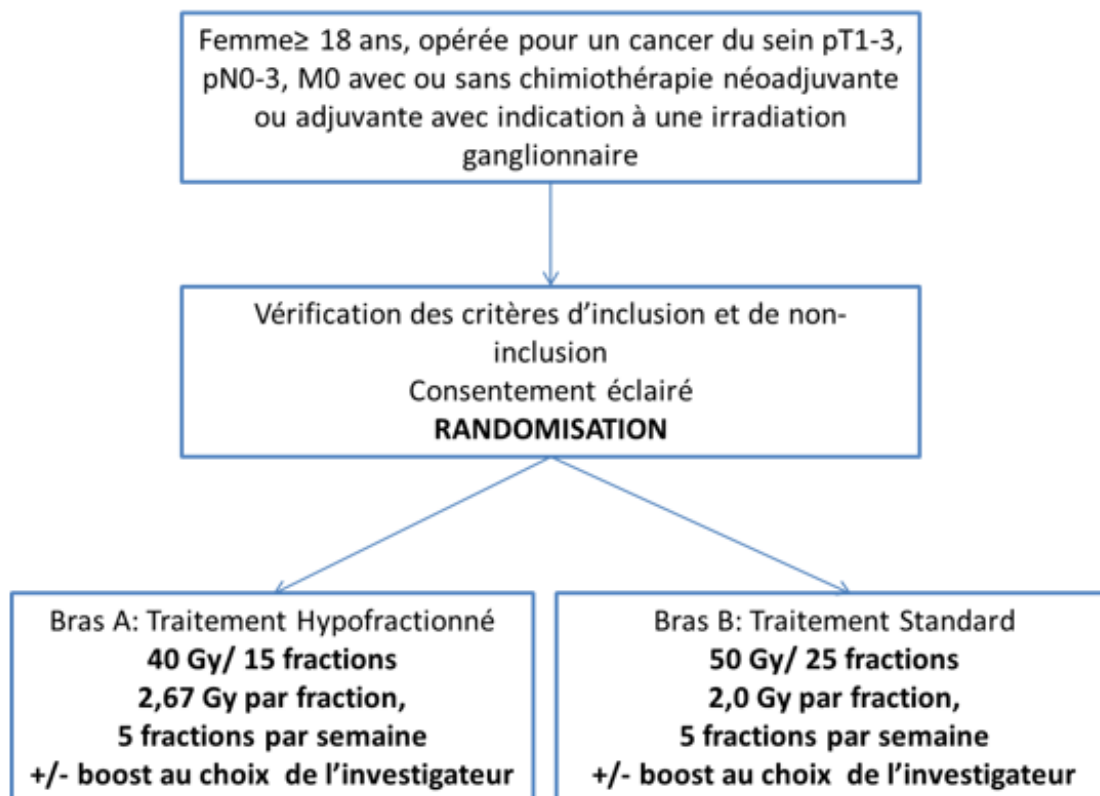 Femme≥ 18 ans, opérée pour un cancer du sein pT1-3,
pN0-3, M0 avec ou sans chimiothérapie néoadjuvante
ou adjuvante avec indication à une irradiation
ganglionnaire
Vérification des critères d’inclusion et de non-
inclusion
Consentement éclairé
RANDOMISATION
Bras A: Traitement Hypofractionné
40 Gy/ 15 fractions
2,67 Gy par fraction,
5 fractions par semaine
+/- boost au choix de l’investigateur
Bras B: Traitement Standard
50 Gy/ 25 fractions
2,0 Gy par fraction,
5 fractions par semaine
+/- boost au choix de l’investigateur